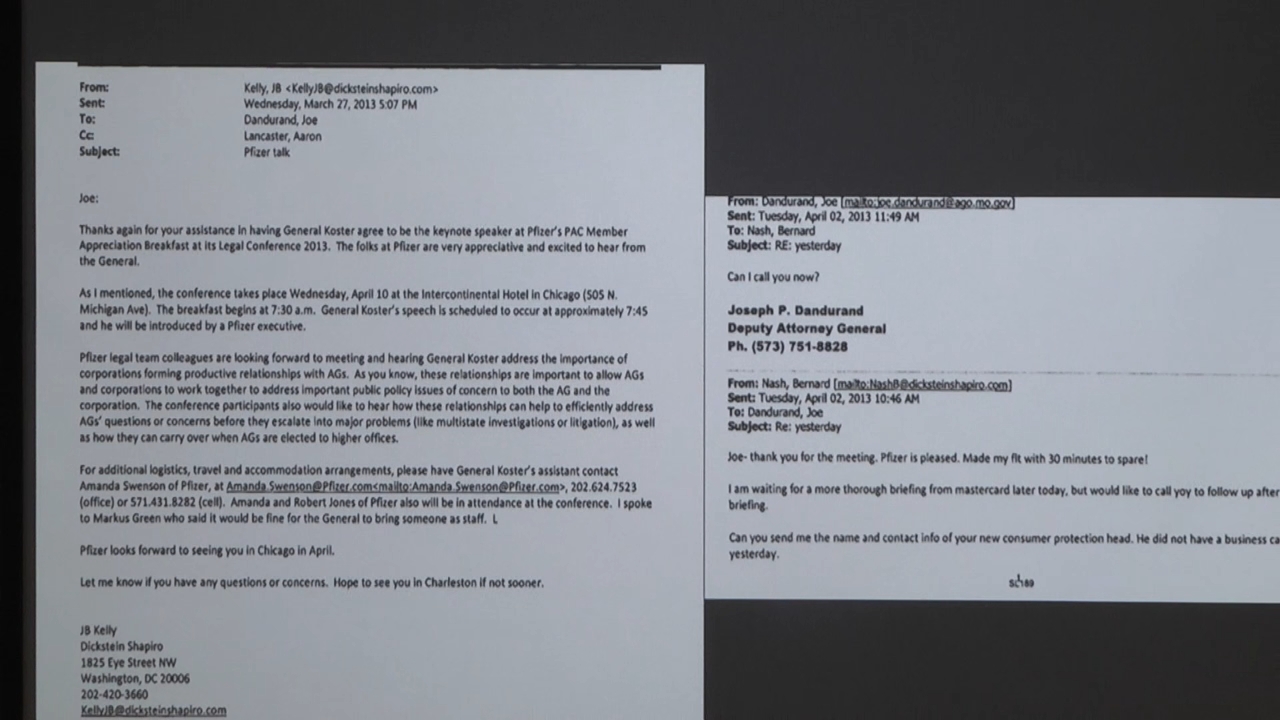 From: Kelly, JB <KellyJB@dicksteinshapiro.com>
Sent: Wednesday, March 27, 2013 5:07 PM
To: Dandurand, Joe
Cc: Lancaster, Aaron
Subject: Pfizer talk
Joe:
Thanks again for your assistance in having General Koster agree to be the keynote speaker at Pfizer's PAC Member
Appreciation Breakfast at its Legal Conference 2013. The folks at Pfizer are very appreciative and excited to hear from
the General.
As I mentioned, the conference takes place Wednesday, April 10 at the Intercontinental Hotel in Chicago (505 N.
Michigan Ave). The breakfast begins at 7:30 a.m. General Koster's speech is scheduled to occur at approximately 7:45
and he will be introduced by a Pfizer executive.
Pfizer legal team colleagues are looking forward to meeting and hearing General Koster address the importance of
corporations forming productive relationships with AGs. As you know, these relationships are important to allow AGs
and corporations to work together to address important public policy issues of concern to both the AG and the
corporation. The conference participants also would like to hear how these relationships can help to efficiently address
AGs' questions or concerns before they escalate into major problems (like multistate investigations or litigation), as well
as how they can carry over when AGs are elected to higher offices.
For additional logistics, travel and accommodation arrangements, please have General Koster's assistant contact
Amanda Swenson of Pfizer, at Amanda.Swenson@Pfizer.com<mailto:Amanda.Swenson@Pfizer.com>, 202.624.7523
(office) or 571.431.8282 (cell). Amanda and Robert Jones of Pfizer also will be in attendance at the conference. I spoke
to Markus Green who said it would be fine for the General to bring someone as staff. L
Pfizer looks forward to seeing you in Chicago in April.
Let me know if you have any questions or concerns. Hope to see you in Charleston if not sooner.
JB Kelly
Dickstein Shapiro
1825 Eye Street NW
Washington, DC 20006
202-420-3660
KellyJB@dicksteinshapiro.com
From: Dandurand, Joe [mailto:joe.dandurand@ago.mo.gov]
Sent: Tuesday, April 02, 2013 11:49 AM
To: Nash, Bernard
Subject: RE: yesterday
Can I call you now?
Joseph P. Dandurand
Deputy Attorney General
Ph. (573) 751-8828
From: Nash, Bernard [mailto:NashB@dicksteinshapiro.com]
Sent: Tuesday, April 02, 2013 10:46 AM
To: Dandurand, Joe
Subject: Re: yesterday
Joe- thank you for the meeting. Pfizer is pleased. Made my flt with 30 minutes to spare!
I am waiting for a more thorough briefing from mastercard later today, but would like to call yoy to follow up after
briefing.
Can you send me the name and contact info of your new consumer protection head. He did not have a business ca
yesterday.